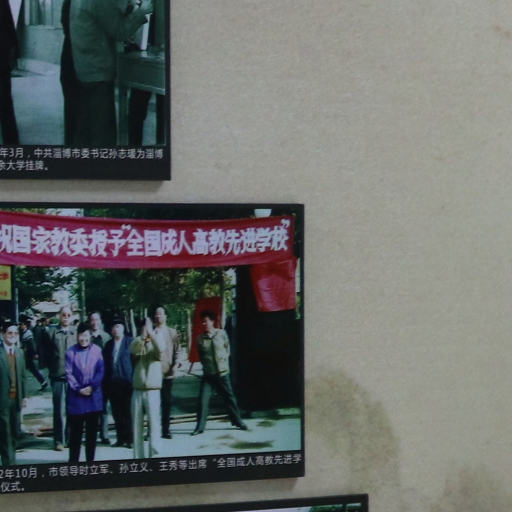 年3月，中共淄博市委书记孙志瑗为淄博
余大学挂牌。
祝国家教委授予"全国成人高教先进学校"
2年10月，市领导时立军、孙立义、王秀等出席“全国成人高教先进学
仪式。